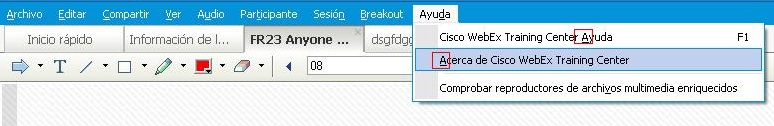 Archivo Editar Compartir Ver Audio Participante Sesión Breakout Ayuda
Inicio rápido Información de l... FR23 Anyone ... dsgfdgg
Cisco WebEx Training Center Ayuda F1
T 08
Acerca de Cisco WebEx Training Center
Comprobar reproductores de archivos multimedia enriquecidos